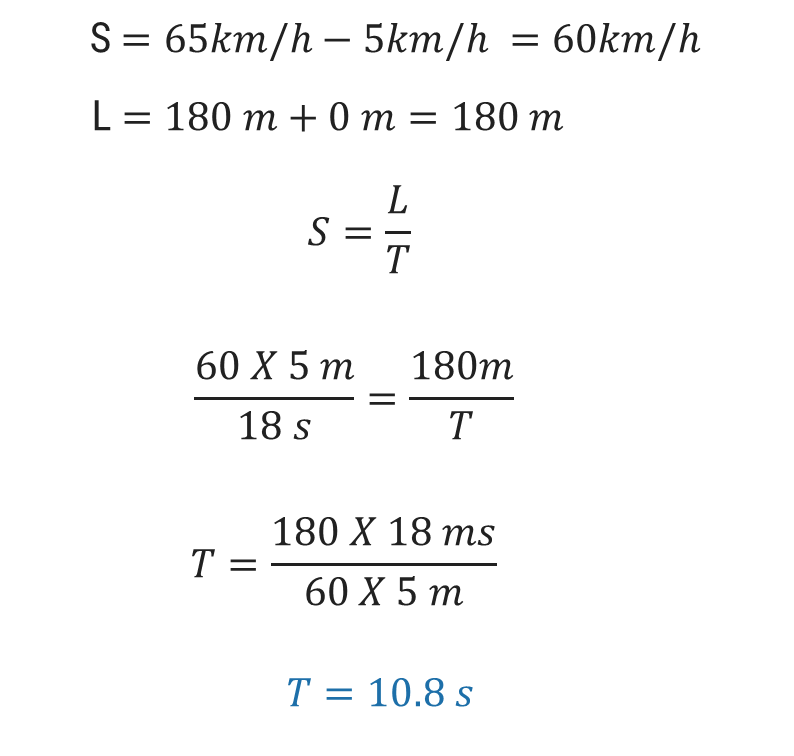 S = 65km/h − 5km/h = 60km/h
L = 180 m + 0 m = 180 m
S = L/T
60 X 5 m / 18 s = 180m / T
T = 180 X 18 ms / 60 X 5 m
T = 10.8 s